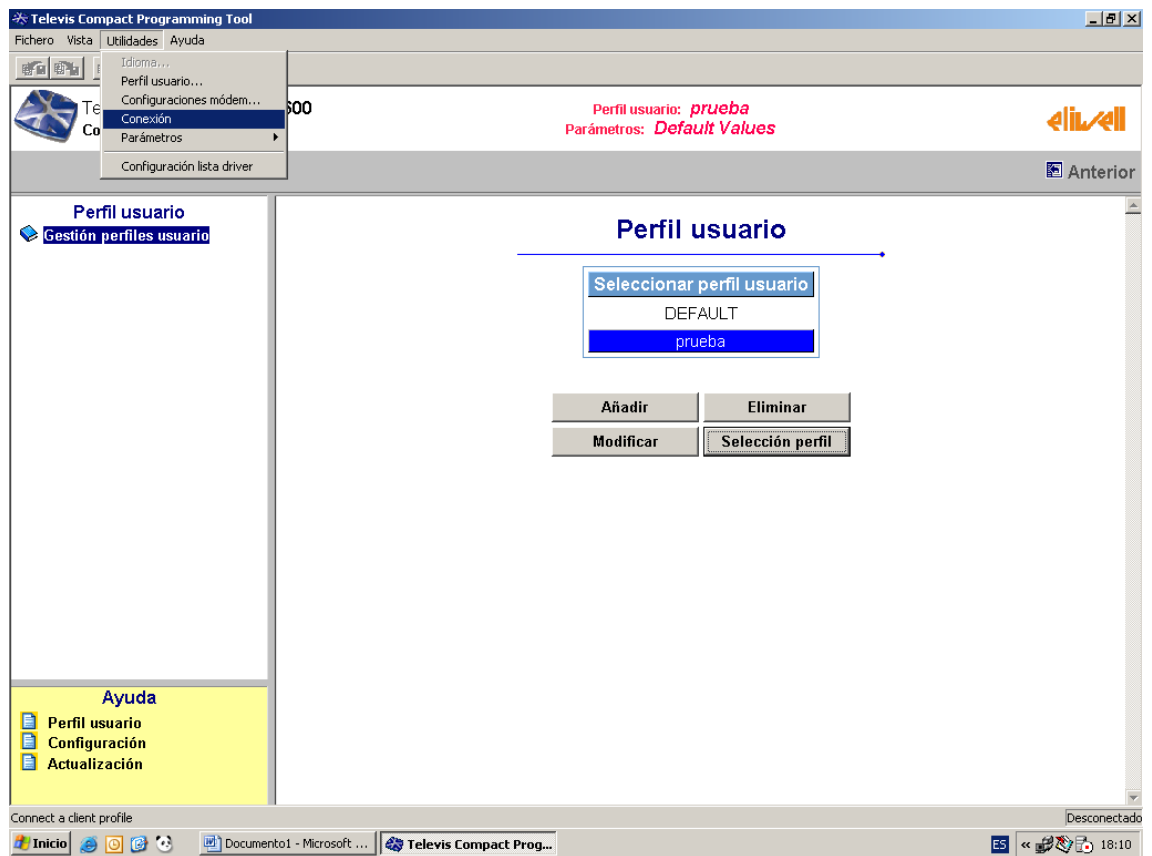 Televis Compact Programming Tool
Fichero Vista Utilidades Ayuda
Idioma...
Perfil usuario...
Configuraciones módem...
Conexión
Parámetros
Configuración lista driver
Te
Co
600
Perfil usuario: prueba
Parámetros: Default Values
eliwell
Anterior
Perfil usuario
Gestión perfiles usuario
Perfil usuario
Seleccionar perfil usuario
DEFAULT
prueba
Añadir Eliminar
Modificar Selección perfil
Ayuda
Perfil usuario
Configuración
Actualización
Connect a client profile
Desconectado
Inicio
Documento1 - Microsoft ...
Televis Compact Prog...
ES
«
18:10